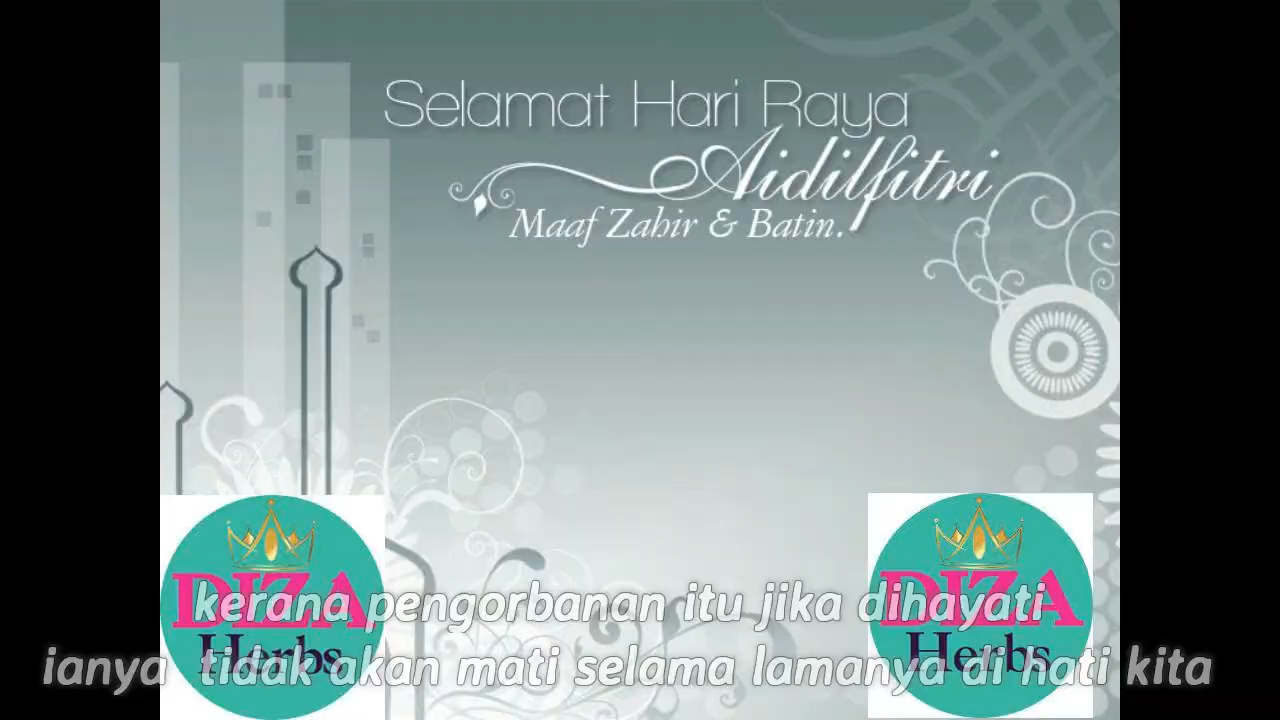 Selamat Hari Raya
Aidilfitri
Maaf Zahir & Batin.
DIZA
Herbs
DIZA
Herbs
kerana pengorbanan itu jika dihayati
ianya tidak akan mati selama lamanya di hati kita